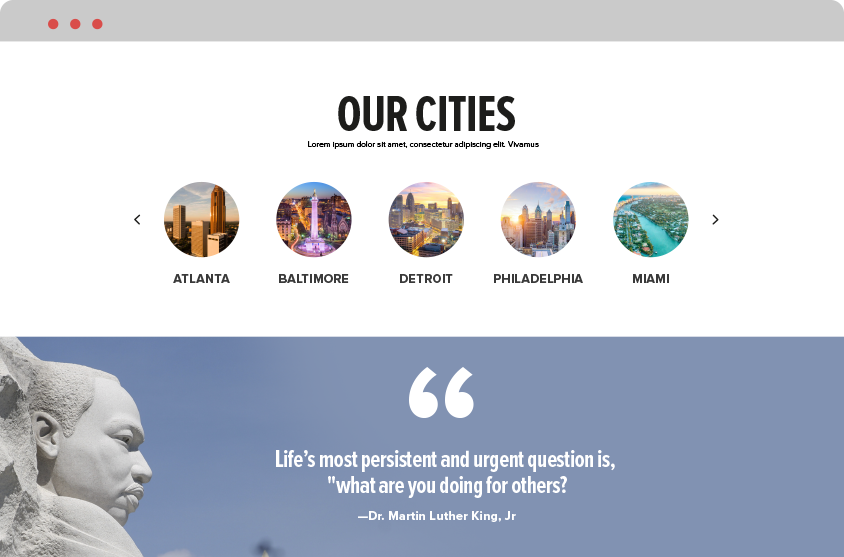 OUR CITIES
Lorem ipsum dolor sit amet, consectetur adipiscing elit. Vivamus
ATLANTA BALTIMORE DETROIT PHILADELPHIA MIAMI
“
Life’s most persistent and urgent question is,
"what are you doing for others?
—Dr. Martin Luther King, Jr